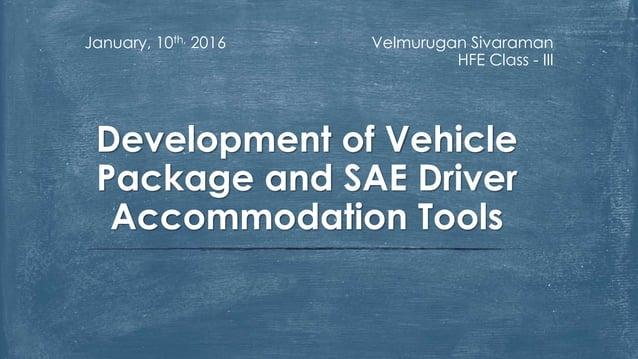 January, 10th, 2016
Velmurugan Sivaraman
HFE Class - III
Development of Vehicle
Package and SAE Driver
Accommodation Tools